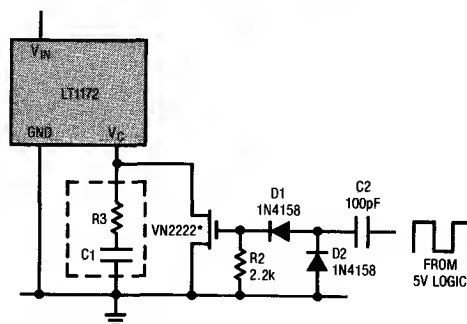 VIN
LT1172
GND
VC
R3
C1
VN2222*
R2
2.2k
D1
1N4158
D2
1N4158
C2
100pF
FROM
5V LOGIC